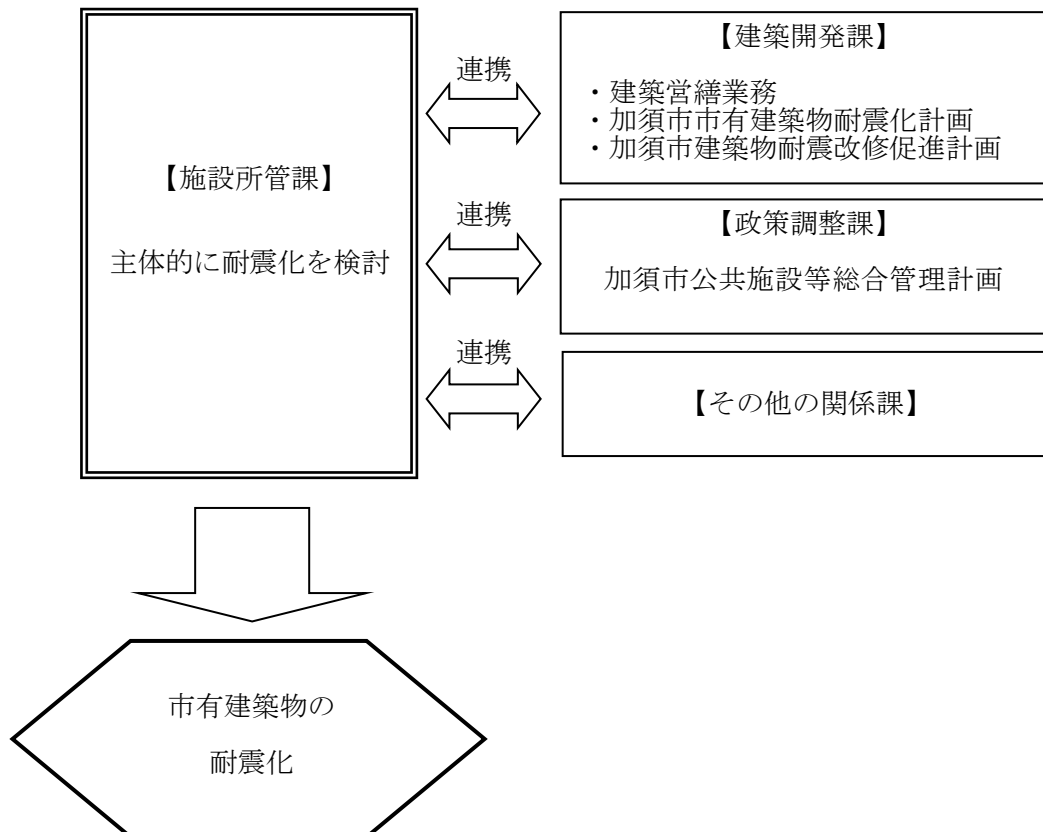 【施設所管課】
主体的に耐震化を検討
連携
【建築開発課】
・建築営繕業務
・加須市市有建築物耐震化計画
・加須市建築物耐震改修促進計画
連携
【政策調整課】
加須市公共施設等総合管理計画
連携
【その他の関係課】
市有建築物の
耐震化